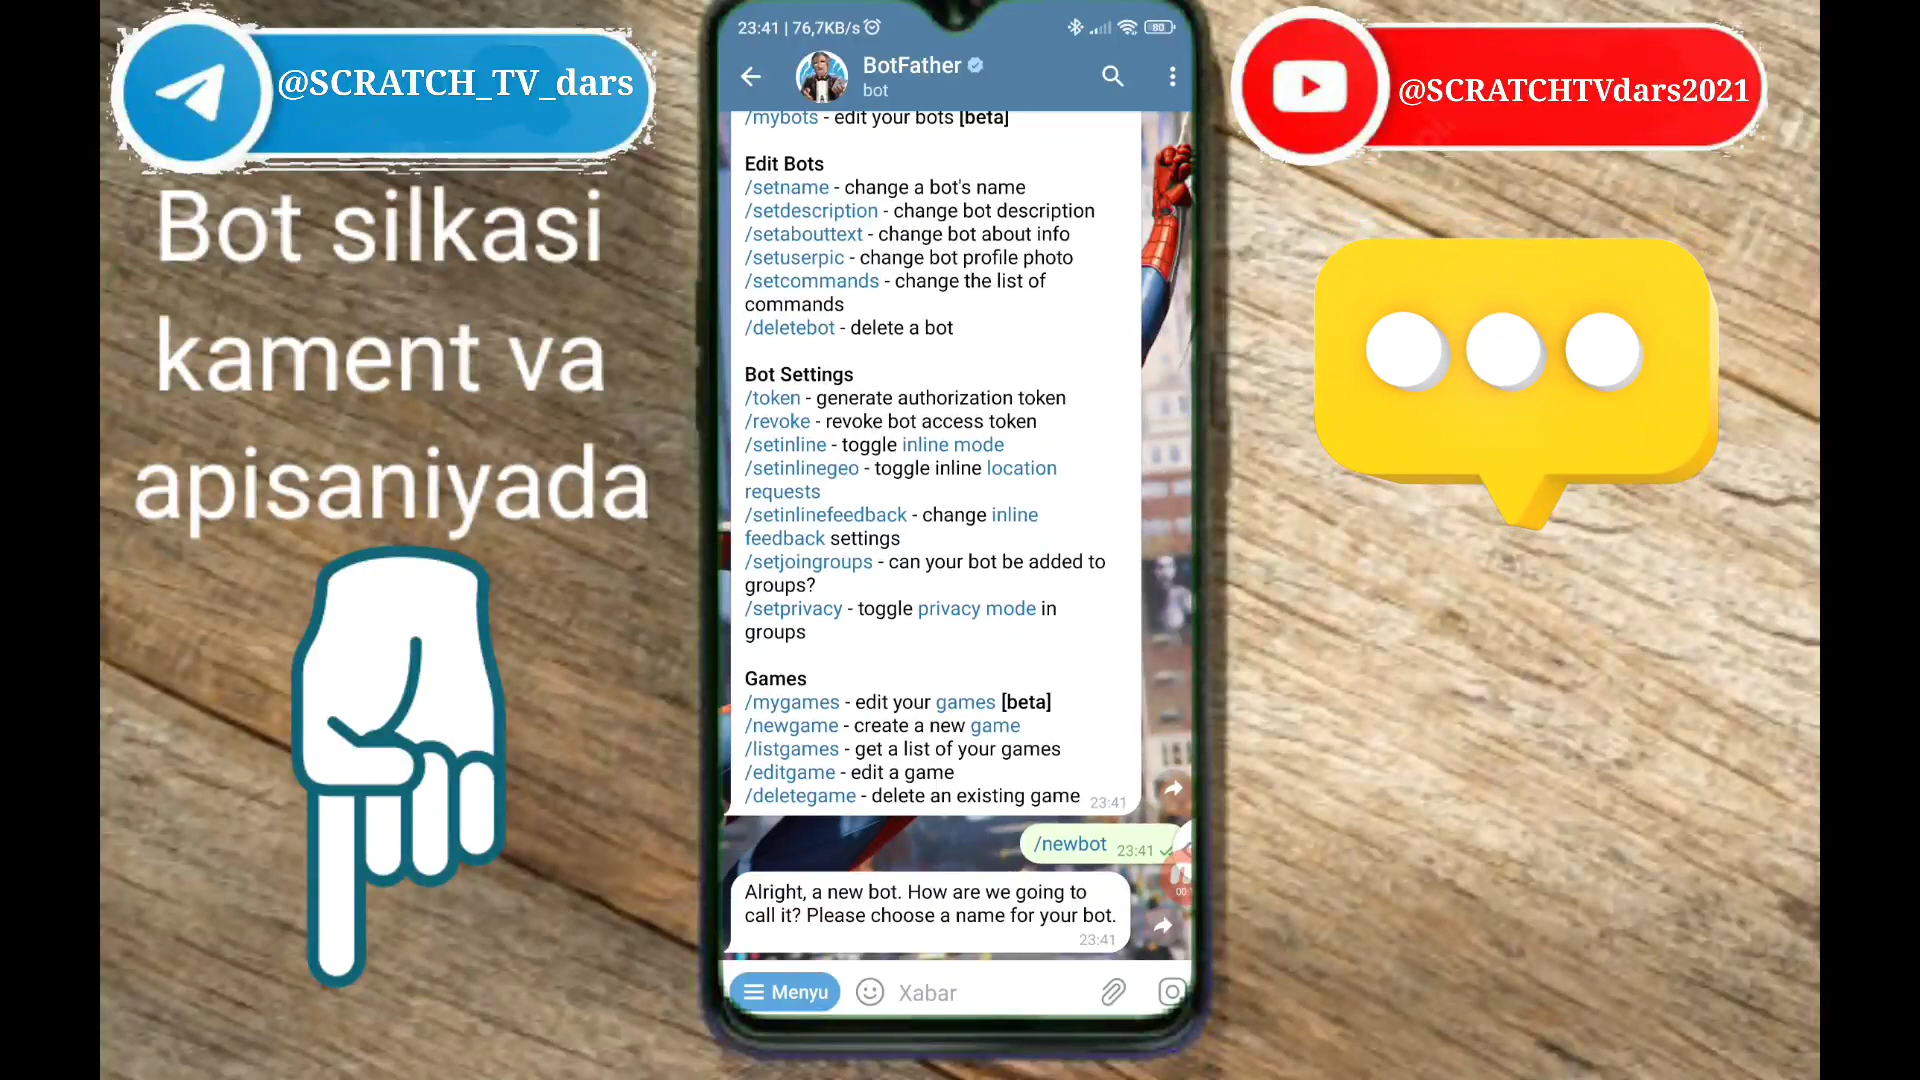 @SCRATCH_TV_dars
Bot silkasi
kament va
apisaniyada
23:41 | 76,7KB/s
80
BotFather
bot
/mybots - edit your bots [beta]
Edit Bots
/setname - change a bot's name
/setdescription - change bot description
/setabouttext - change bot about info
/setuserpic - change bot profile photo
/setcommands - change the list of
commands
/deletebot - delete a bot
Bot Settings
/token - generate authorization token
/revoke - revoke bot access token
/setinline - toggle inline mode
/setinlinegeo - toggle inline location
requests
/setinlinefeedback - change inline
feedback settings
/setjoingroups - can your bot be added to
groups?
/setprivacy - toggle privacy mode in
groups
Games
/mygames - edit your games [beta]
/newgame - create a new game
/listgames - get a list of your games
/editgame - edit a game
/deletegame - delete an existing game
23:41
/newbot 23:41
Alright, a new bot. How are we going to
call it? Please choose a name for your bot.
23:41
Menyu
Xabar
@SCRATCHTVdars2021